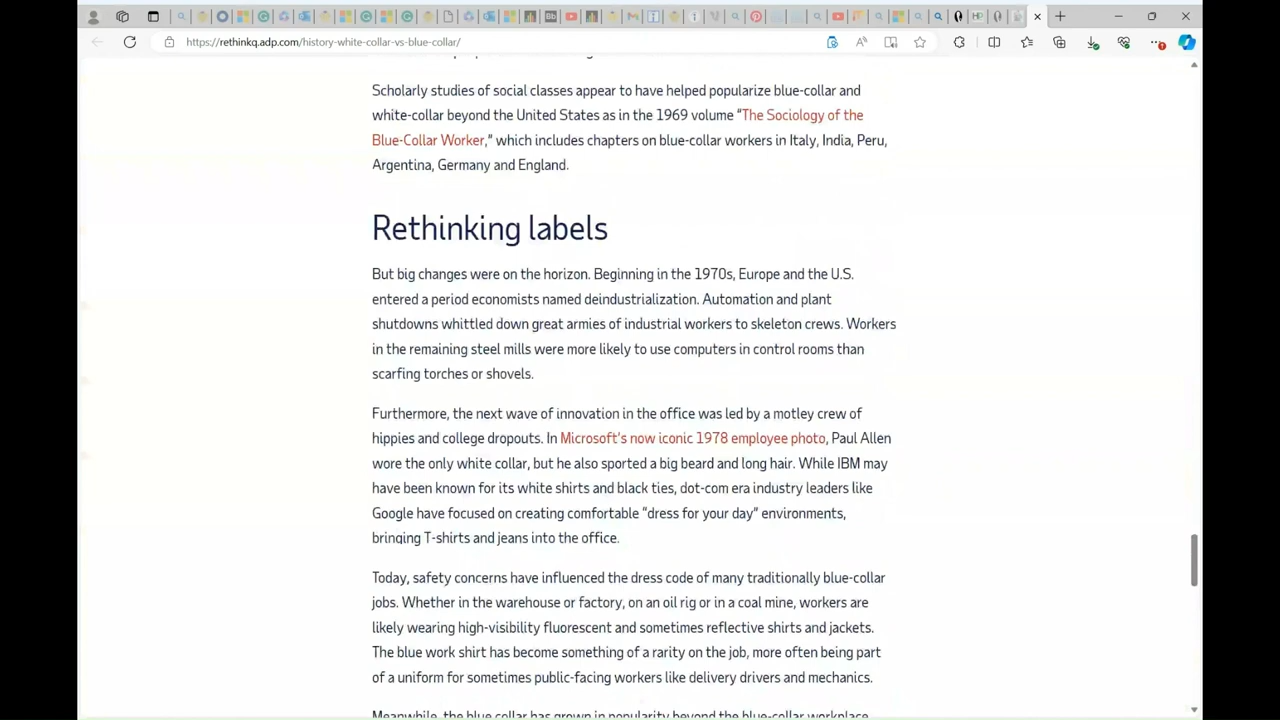 https://rethinkq.adp.com/history-white-collar-vs-blue-collar/
Scholarly studies of social classes appear to have helped popularize blue-collar and
white-collar beyond the United States as in the 1969 volume “The Sociology of the
Blue-Collar Worker,” which includes chapters on blue-collar workers in Italy, India, Peru,
Argentina, Germany and England.
Rethinking labels
But big changes were on the horizon. Beginning in the 1970s, Europe and the U.S.
entered a period economists named deindustrialization. Automation and plant
shutdowns whittled down great armies of industrial workers to skeleton crews. Workers
in the remaining steel mills were more likely to use computers in control rooms than
scarfing torches or shovels.
Furthermore, the next wave of innovation in the office was led by a motley crew of
hippies and college dropouts. In Microsoft's now iconic 1978 employee photo, Paul Allen
wore the only white collar, but he also sported a big beard and long hair. While IBM may
have been known for its white shirts and black ties, dot-com era industry leaders like
Google have focused on creating comfortable “dress for your day” environments,
bringing T-shirts and jeans into the office.
Today, safety concerns have influenced the dress code of many traditionally blue-collar
jobs. Whether in the warehouse or factory, on an oil rig or in a coal mine, workers are
likely wearing high-visibility fluorescent and sometimes reflective shirts and jackets.
The blue work shirt has become something of a rarity on the job, more often being part
of a uniform for sometimes public-facing workers like delivery drivers and mechanics.
Meanwhile, the blue collar has grown in popularity beyond the blue-collar workplace